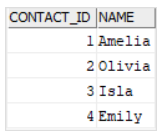 CONTACT_ID NAME
1 Amelia
2 Olivia
3 Isla
4 Emily